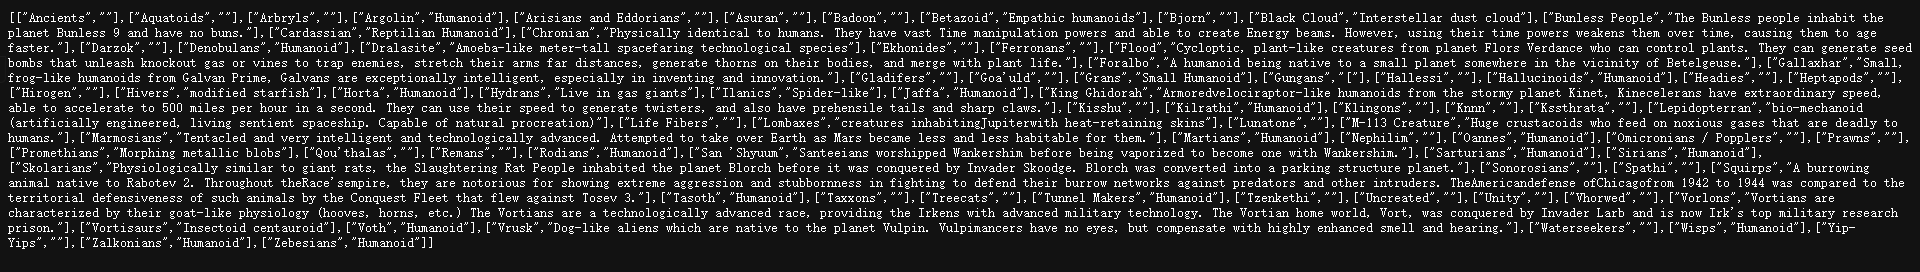 [["Ancients",""],["Aquatoids",""],["Arbryls",""],["Argolin","Humanoid"],["Arisians and Eddorians",""],["Asuran",""],["Badoon",""],["Betazoid","Empathic humanoids"],["Bjorn",""],["Black Cloud","Interstellar dust cloud"],["Bunless People","The Bunless people inhabit the
planet Bunless 9 and have no buns."],["Cardassian","Reptilian Humanoid"],["Chronian","Physically identical to humans. They have vast Time manipulation powers and able to create Energy beams. However, using their time powers weakens them over time, causing them to age
faster."],["Darzok",""],["Denobulans","Humanoid"],["Dralasite","Amoeba-like meter-tall spacefaring technological species"],["Ekhonides",""],["Ferronans",""],["Flood","Cycloptic, plant-like creatures from planet Flors Verdance who can control plants. They can generate seed
bombs that unleash knockout gas or vines to trap enemies, stretch their arms far distances, generate thorns on their bodies, and merge with plant life."],["Foralbo","A humanoid being native to a small planet somewhere in the vicinity of Betelgeuse."],["Gallaxhar","Small,
frog-like humanoids from Galvan Prime, Galvans are exceptionally intelligent, especially in inventing and innovation."],["Gladifers",""],["Goa'uld",""],["Grans","Small Humanoid"],["Gungans","["],["Hallessi",""],["Hallucinoids","Humanoid"],["Headies",""],["Heptapods",""],
["Hirogen",""],["Hivers","modified starfish"],["Horta","Humanoid"],["Hydrans","Live in gas giants"],["Ilanics","Spider-like"],["Jaffa","Humanoid"],["King Ghidorah","Armoredvelociraptor-like humanoids from the stormy planet Kinet, Kinecelerans have extraordinary speed,
able to accelerate to 500 miles per hour in a second. They can use their speed to generate twisters, and also have prehensile tails and sharp claws."],["Kisshu",""],["Kilrathi","Humanoid"],["Klingons",""],["Knnn",""],["Kssthrata",""],["Lepidopterran","bio-mechanoid
(artificially engineered, living sentient spaceship. Capable of natural procreation)"],["Life Fibers",""],["Lombaxes","creatures inhabitingJupiterwith heat-retaining skins"],["Lunatone",""],["M-113 Creature","Huge crustacoids who feed on noxious gases that are deadly to
humans."],["Marmosians","Tentacled and very intelligent and technologically advanced. Attempted to take over Earth as Mars became less and less habitable for them."],["Martians","Humanoid"],["Nephilim",""],["Oannes","Humanoid"],["Omicronians / Popplers",""],["Prawns",""],
["Promethians","Morphing metallic blobs"],["Qou'thalas",""],["Remans",""],["Rodians","Humanoid"],["San 'Shyuum","Santeeians worshipped Wankershim before being vaporized to become one with Wankershim."],["Sarturians","Humanoid"],["Sirians","Humanoid"],
["Skolarians","Physiologically similar to giant rats, the Slaughtering Rat People inhabited the planet Blorch before it was conquered by Invader Skoodge. Blorch was converted into a parking structure planet."],["Sonorosians",""],["Spathi",""],["Squirps","A burrowing
animal native to Rabotev 2. Throughout theRace'sempire, they are notorious for showing extreme aggression and stubbornness in fighting to defend their burrow networks against predators and other intruders. TheAmericandefense ofChicagofrom 1942 to 1944 was compared to the
territorial defensiveness of such animals by the Conquest Fleet that flew against Tosev 3."],["Tasoth","Humanoid"],["Taxxons",""],["Treecats",""],["Tunnel Makers","Humanoid"],["Tzenkethi",""],["Uncreated",""],["Unity",""],["Vhorwed",""],["Vorlons","Vortians are
characterized by their goat-like physiology (hooves, horns, etc.) The Vortians are a technologically advanced race, providing the Irkens with advanced military technology. The Vortian home world, Vort, was conquered by Invader Larb and is now Irk's top military research
prison."],["Vortisaurs","Insectoid centauroid"],["Voth","Humanoid"],["Vrusk","Dog-like aliens which are native to the planet Vulpin. Vulpimancers have no eyes, but compensate with highly enhanced smell and hearing."],["Waterseekers",""],["Wisps","Humanoid"],["Yip-
Yips",""],["Zalkonians","Humanoid"],["Zebesians","Humanoid"]]